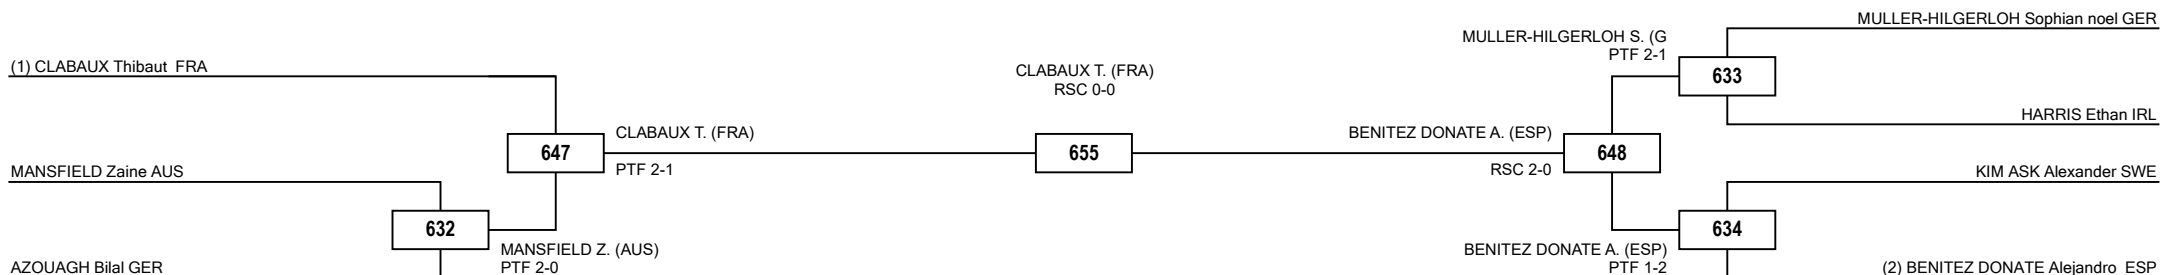 MULLER-HILGERLOH Sophian noel GER
MULLER-HILGERLOH S. (G
PTF 2-1
(1) CLABAUX Thibaut FRA
CLABAUX T. (FRA)
RSC 0-0
633
HARRIS Ethan IRL
CLABAUX T. (FRA)
BENITEZ DONATE A. (ESP)
647
655
648
MANSFIELD Zaine AUS
PTF 2-1
RSC 2-0
KIM ASK Alexander SWE
632
634
MANSFIELD Z. (AUS)
BENITEZ DONATE A. (ESP)
AZOUAGH Bilal GER
PTF 2-0
PTF 1-2
(2) BENITEZ DONATE Alejandro ESP